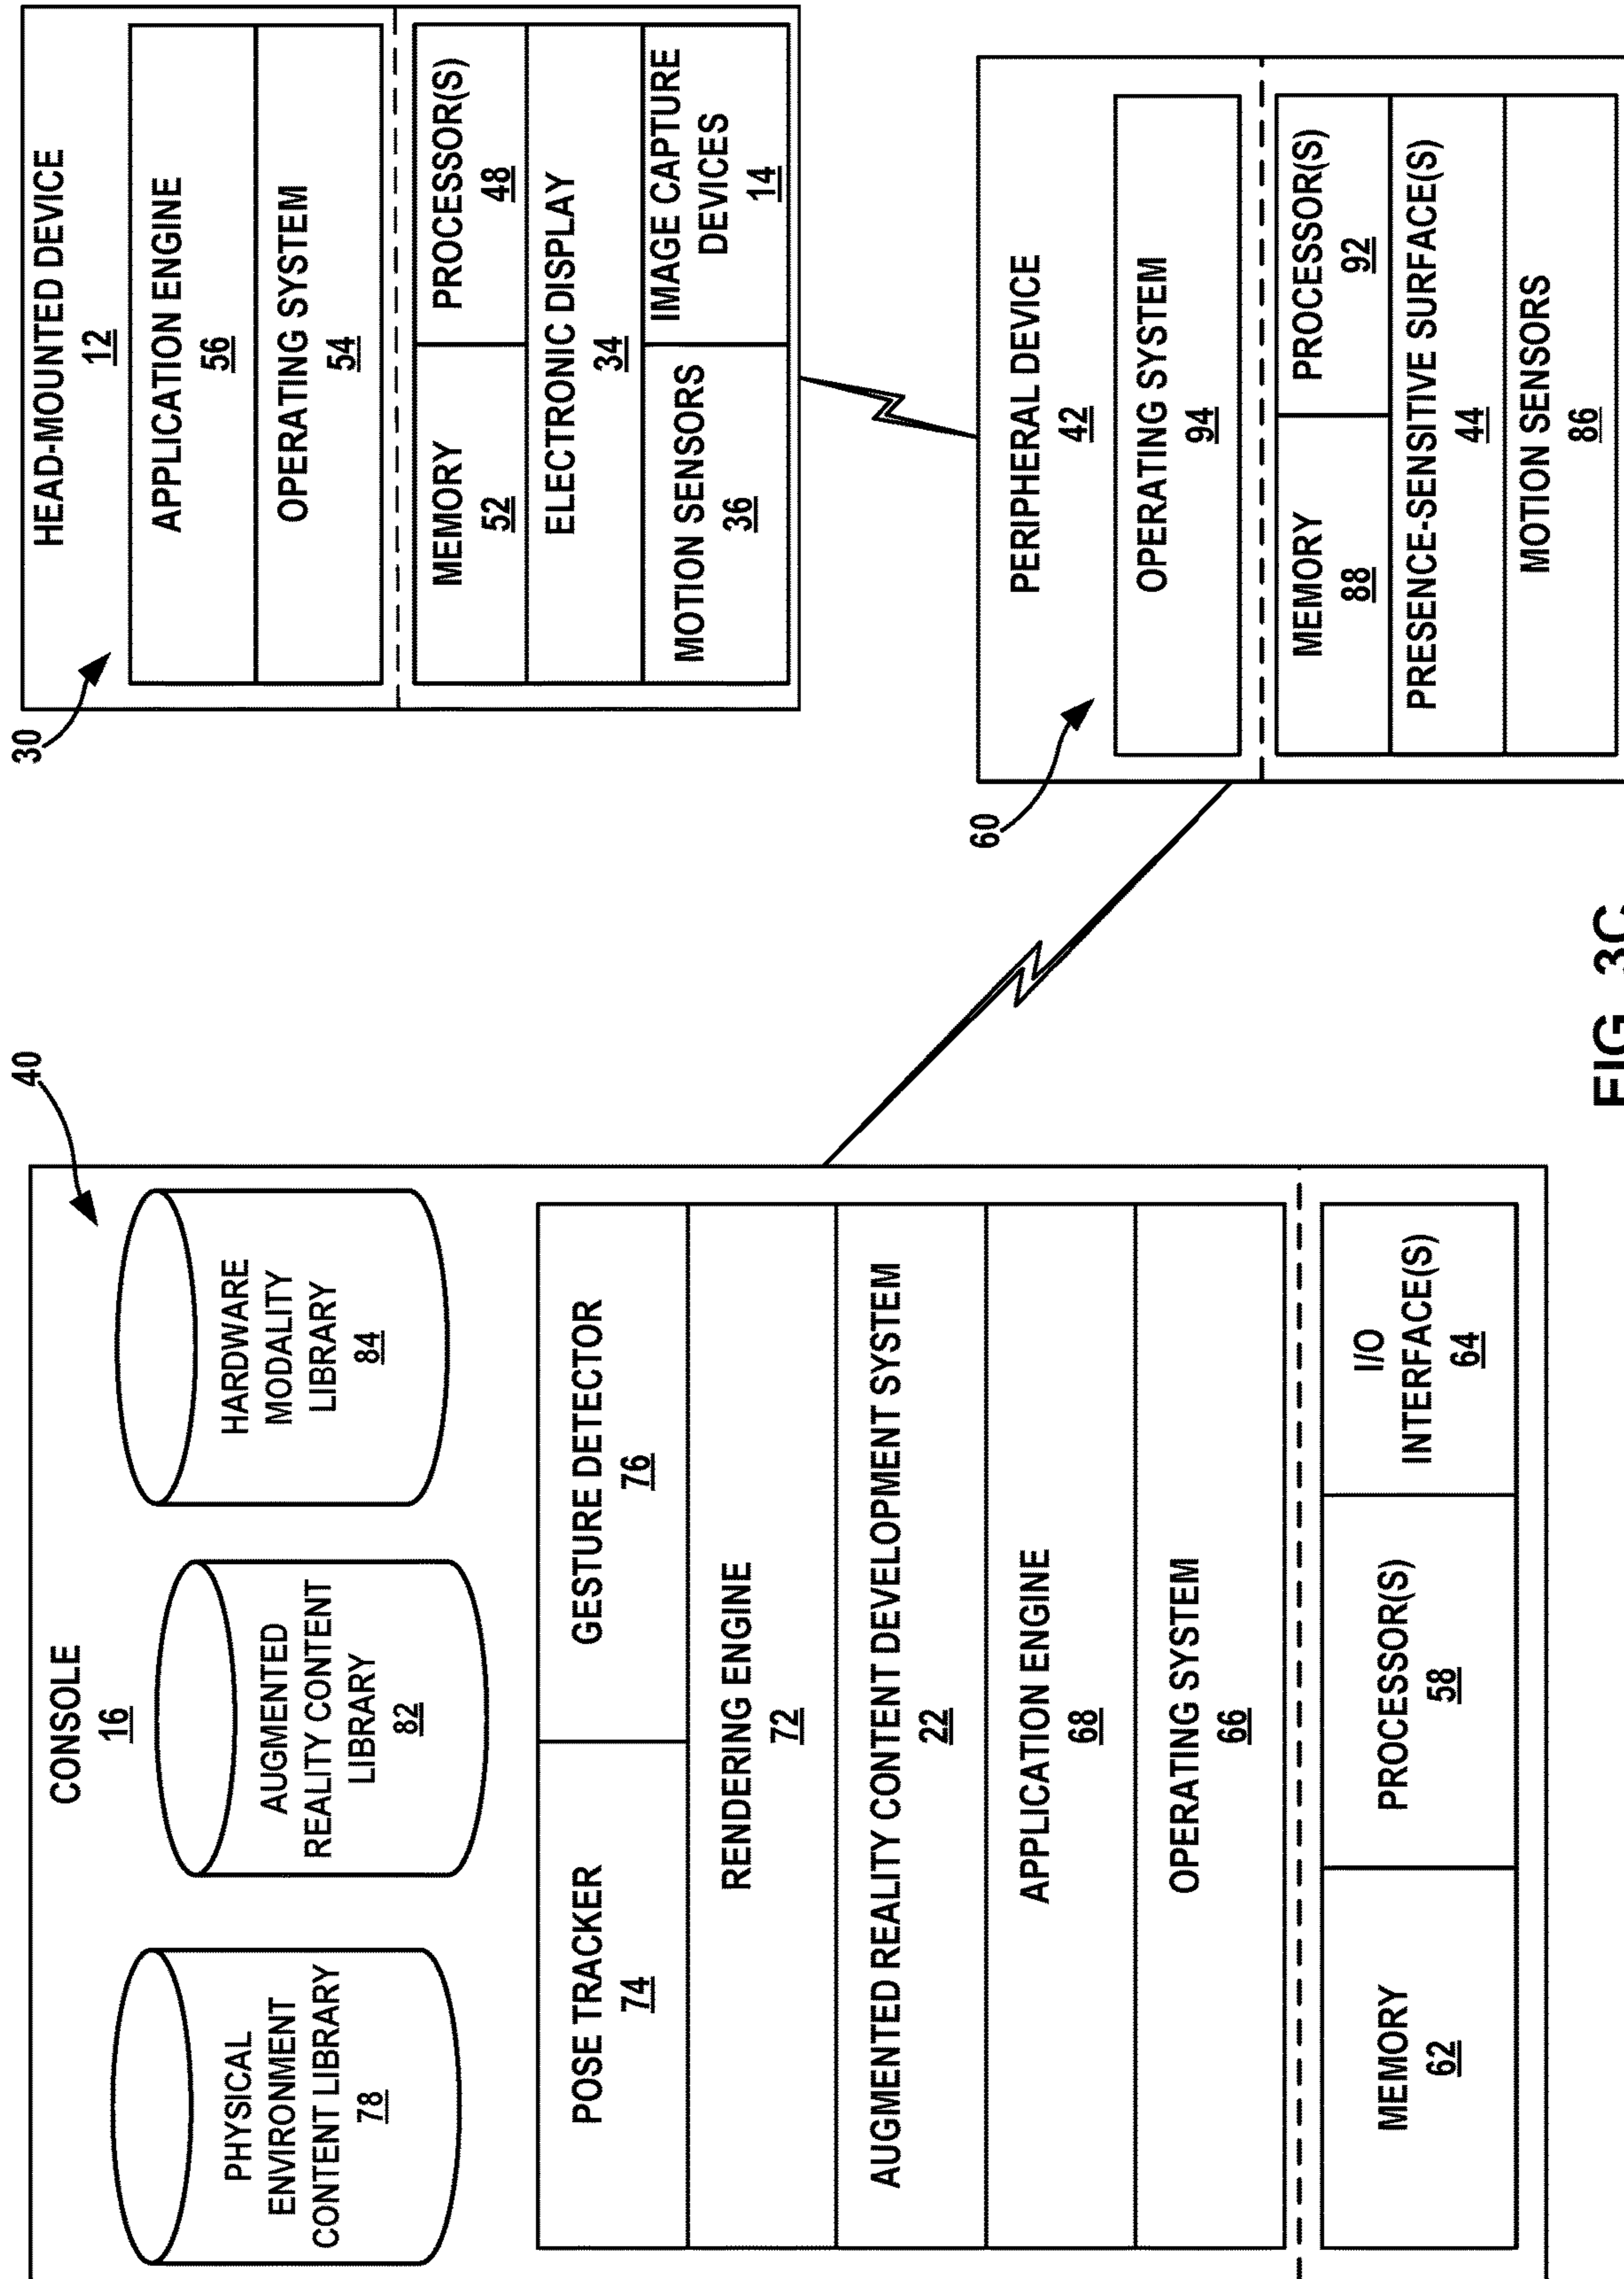 40
CONSOLE
16
PHYSICAL
ENVIRONMENT
CONTENT LIBRARY
78
AUGMENTED
REALITY CONTENT
LIBRARY
82
HARDWARE
MODALITY
LIBRARY
84
POSE TRACKER
74
GESTURE DETECTOR
76
RENDERING ENGINE
72
AUGMENTED REALITY CONTENT DEVELOPMENT SYSTEM
22
APPLICATION ENGINE
68
OPERATING SYSTEM
66
MEMORY
62
PROCESSOR(S)
58
I/O
INTERFACE(S)
64
30
HEAD-MOUNTED DEVICE
12
APPLICATION ENGINE
56
OPERATING SYSTEM
54
MEMORY
52
PROCESSOR(S)
48
ELECTRONIC DISPLAY
34
MOTION SENSORS
36
IMAGE CAPTURE
DEVICES
14
60
PERIPHERAL DEVICE
42
OPERATING SYSTEM
94
MEMORY
88
PROCESSOR(S)
92
PRESENCE-SENSITIVE SURFACE(S)
44
MOTION SENSORS
86
FIG. 3C